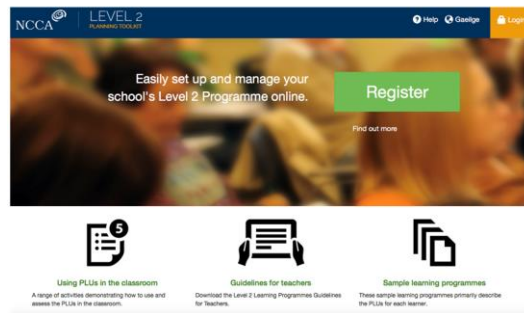 NCCA
LEVEL 2
PLANNING TOOLKIT
Help Gaeilge Login
Easily set up and manage your
school's Level 2 Programme online.
Register
Find out more
5
Using PLUs in the classroom
A range of activities demonstrating how to use and
assess the PLUs in the classroom.
Guidelines for teachers
Download the Level 2 Learning Programmes Guidelines
for Teachers.
Sample learning programmes
These sample learning programmes primarily describe
the PLUs for each learner.